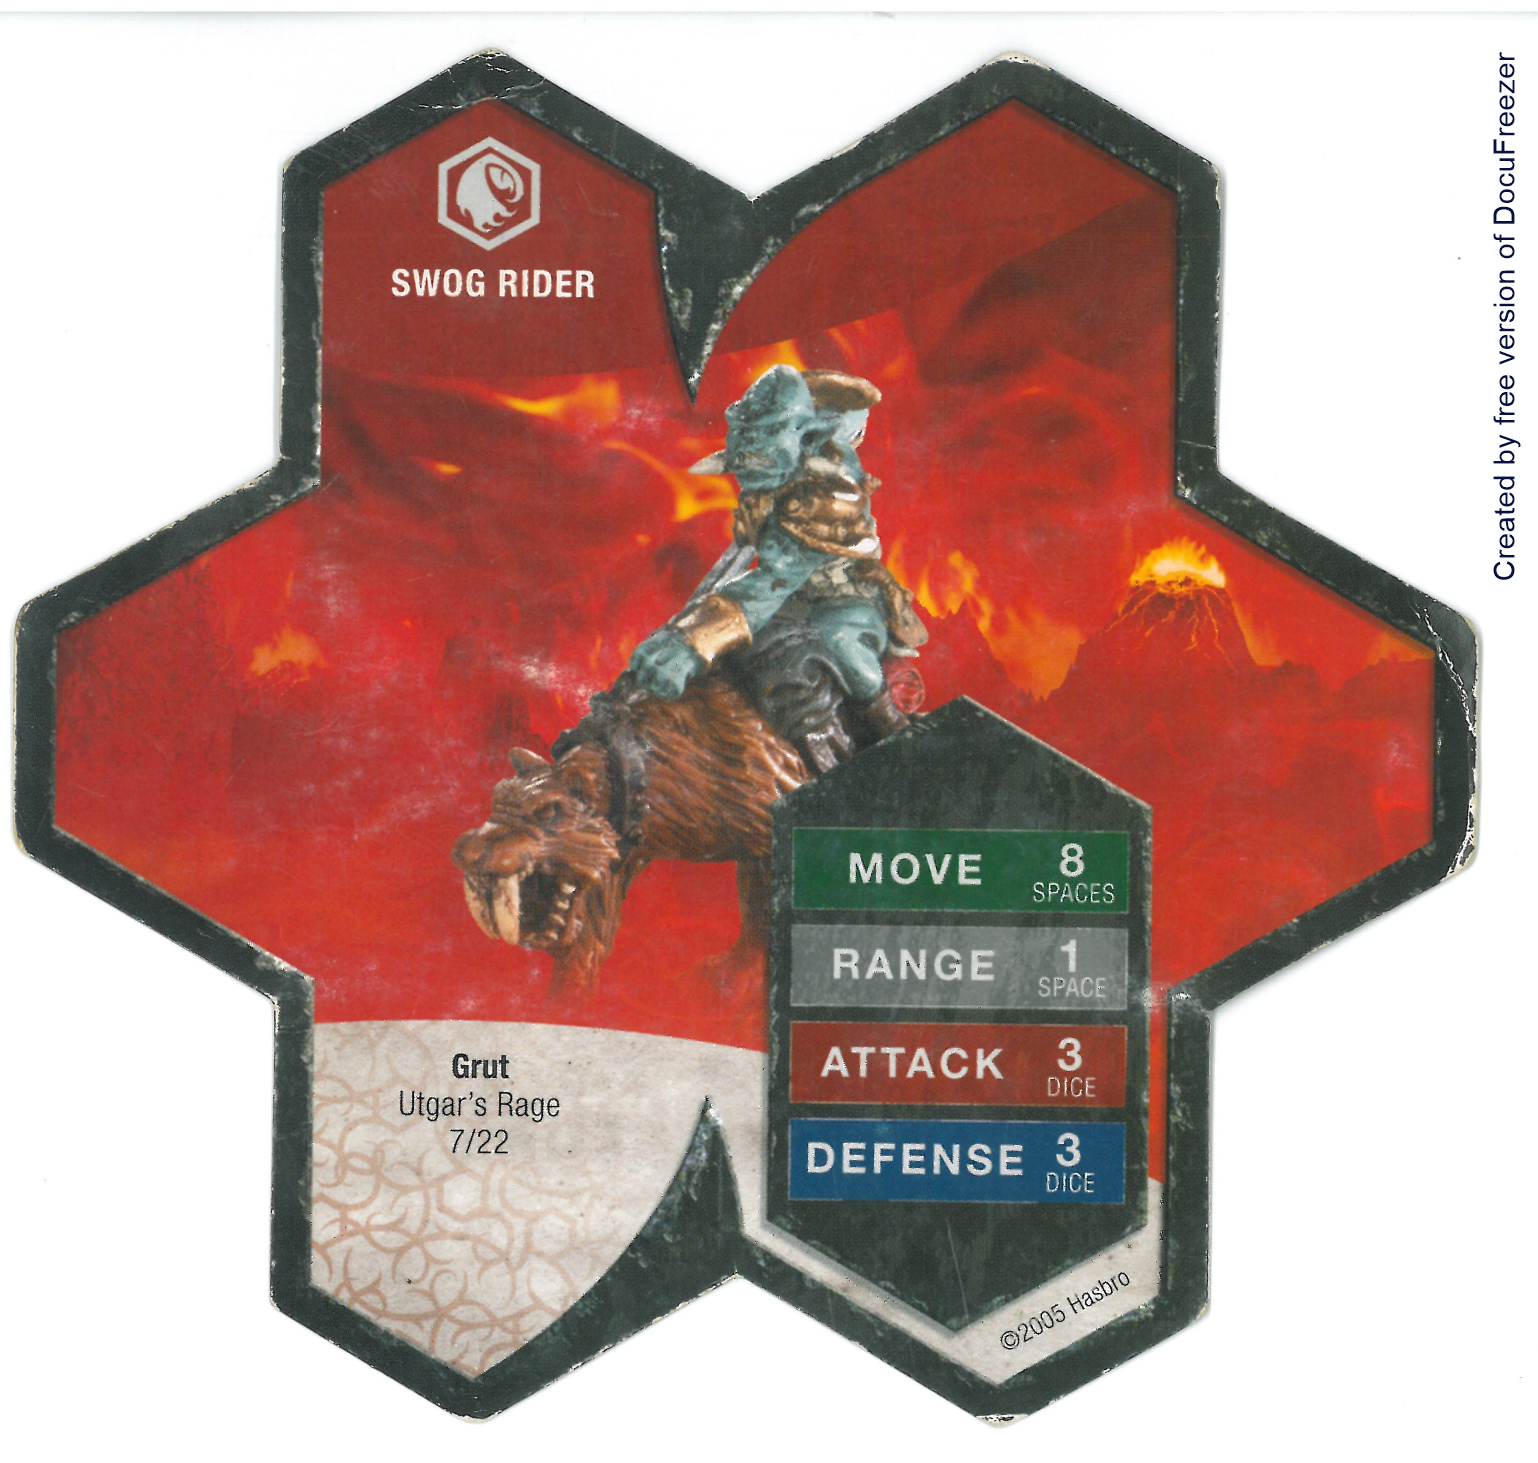 SWOG RIDER
MOVE 8
SPACES
RANGE 1
SPACE
ATTACK 3
DICE
DEFENSE 3
DICE
Grut
Utgar's Rage
7/22
©2005 Hasbro
Created by free version of DocuFreezer